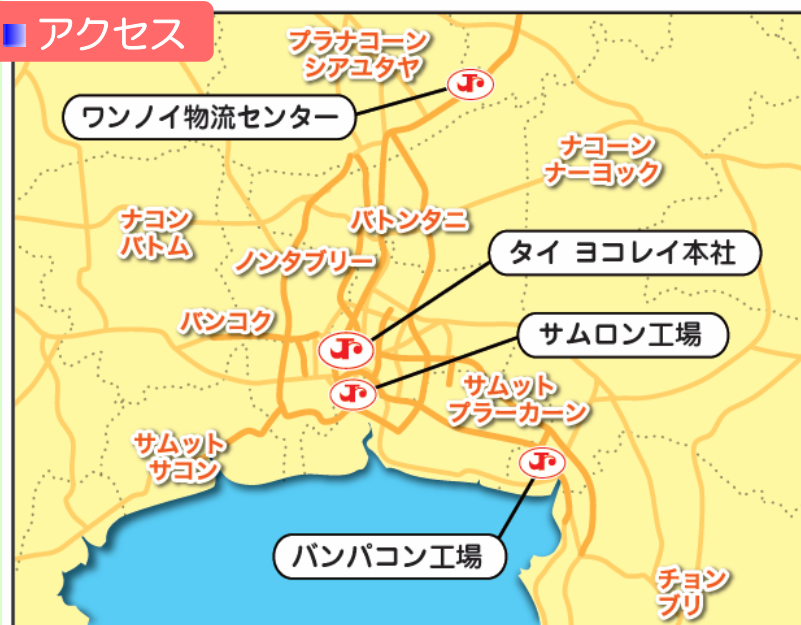 アクセス
プラナコーン
シアユタヤ
ワンノイ物流センター
ナコーン
ナーヨック
ナコン
パトム
パトンタニ
ノンタブリー
タイ ヨコレイ本社
バンコク
サムロン工場
サムット
プラーカーン
サムット
サコン
バンパコン工場
チョン
ブリ